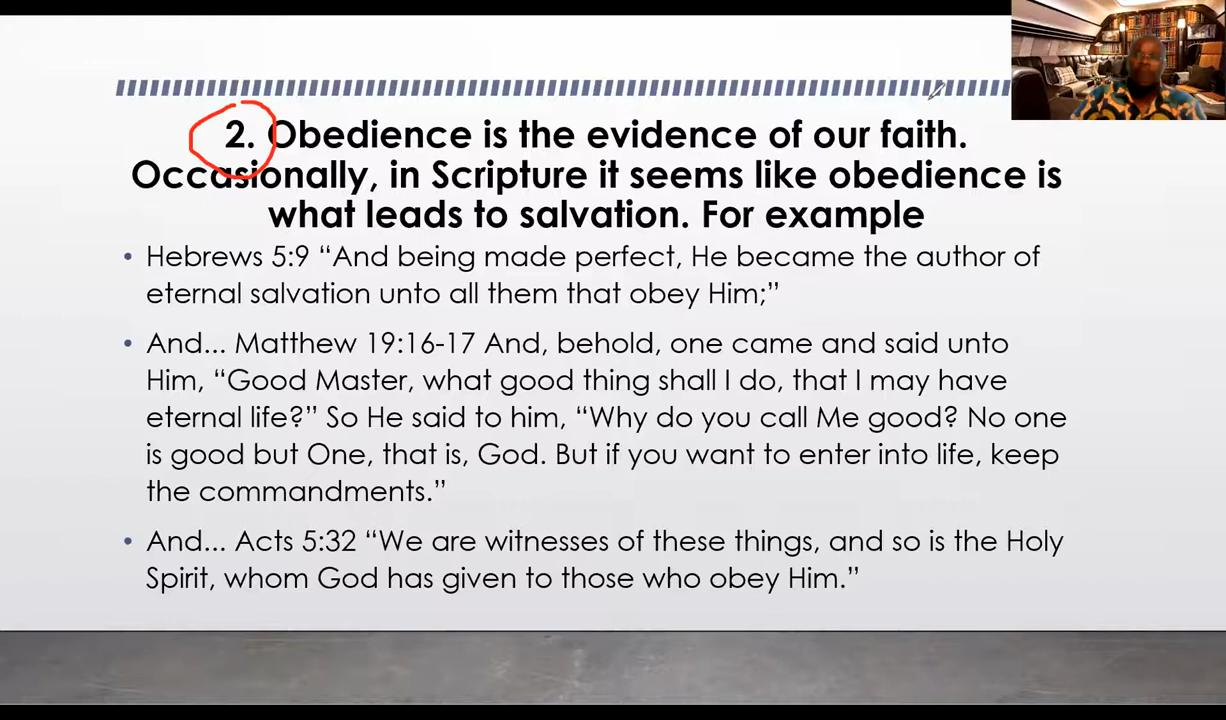 2. Obedience is the evidence of our faith.
Occasionally, in Scripture it seems like obedience is
what leads to salvation. For example
• Hebrews 5:9 “And being made perfect, He became the author of
eternal salvation unto all them that obey Him;”
• And... Matthew 19:16-17 And, behold, one came and said unto
Him, “Good Master, what good thing shall I do, that I may have
eternal life?” So He said to him, “Why do you call Me good? No one
is good but One, that is, God. But if you want to enter into life, keep
the commandments.”
• And... Acts 5:32 “We are witnesses of these things, and so is the Holy
Spirit, whom God has given to those who obey Him.”